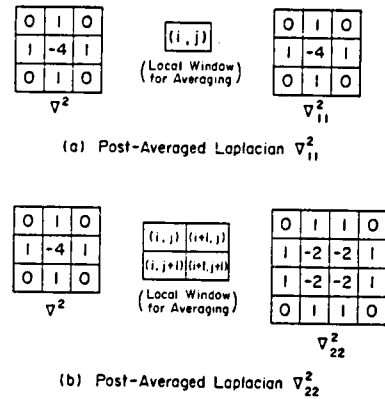 0 1 0
1 -4 1
0 1 0
∇²
(i,j)
(Local Window for Averaging)
0 1 0
1 -4 1
0 1 0
∇²₁₁
(a) Post-Averaged Laplacian ∇²₁₁
0 1 0
1 -4 1
0 1 0
∇²
(i,j) (i+1,j)
(i,j+1) (i+1,j+1)
(Local Window for Averaging)
0 1 1 0
1 -2 -2 1
1 -2 -2 1
0 1 1 0
∇²₂₂
(b) Post-Averaged Laplacian ∇²₂₂